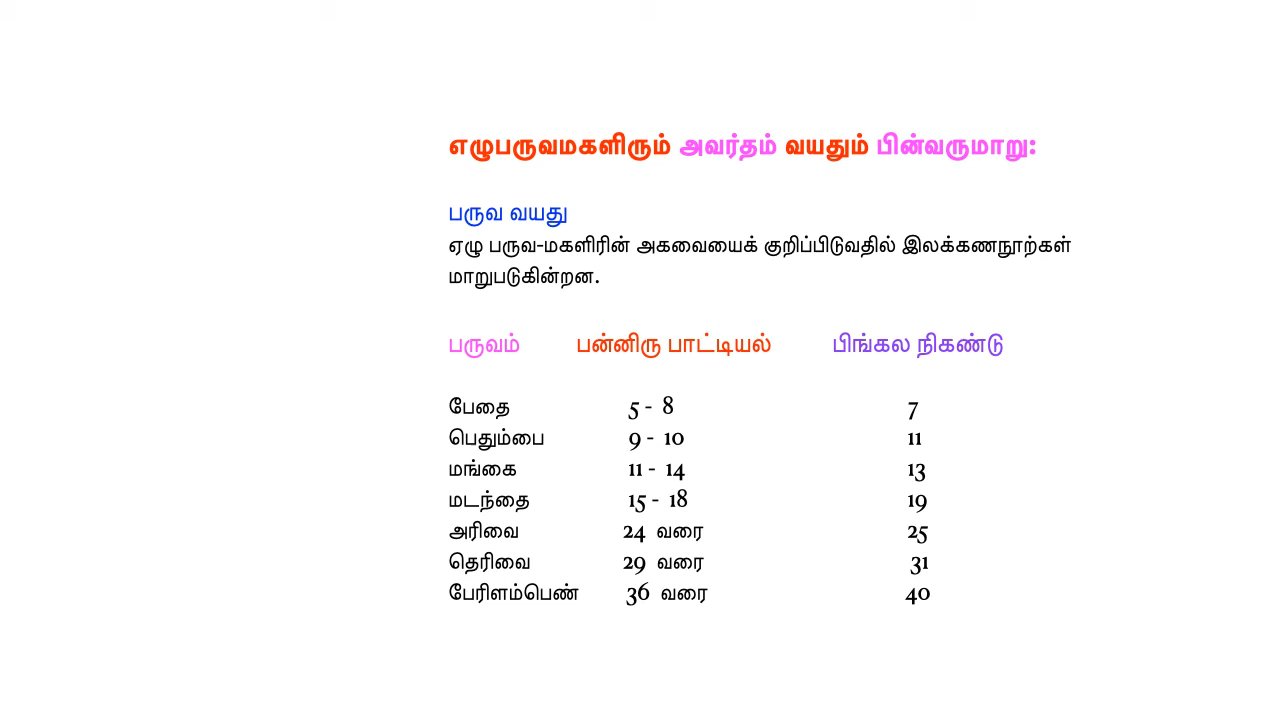 எழுபருவமகளிரும் அவர்தம் வயதும் பின்வருமாறு:
பருவ வயது
ஏழு பருவ-மகளிரின் அகவையைக் குறிப்பிடுவதில் இலக்கணநூற்கள்
மாறுபடுகின்றன.
பருவம் பன்னிரு பாட்டியல் பிங்கல நிகண்டு
பேதை 5 - 8 7
பெதும்பை 9 - 10 11
மங்கை 11 - 14 13
மடந்தை 15 - 18 19
அரிவை 24 வரை 25
தெரிவை 29 வரை 31
பேரிளம்பெண் 36 வரை 40